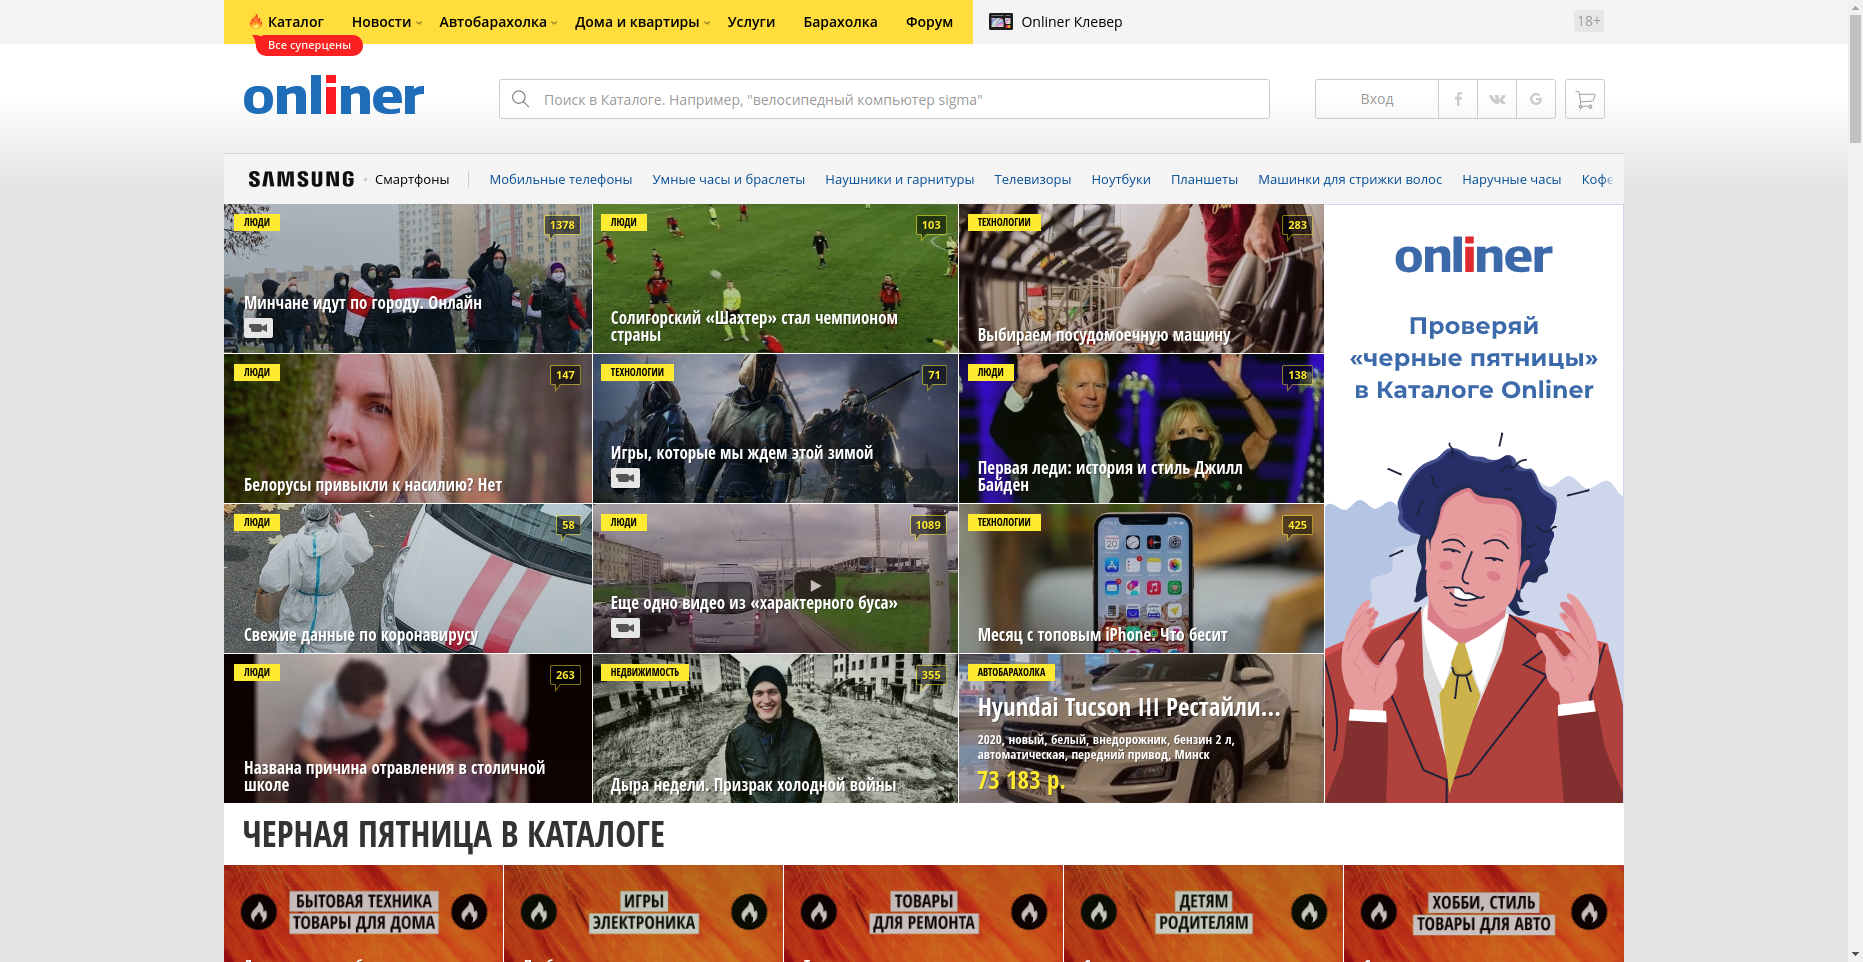 Каталог Новости Автобарахолка Дома и квартиры Услуги Барахолка Форум Onliner Клевер 18+
Все суперцены
onliner
Поиск в Каталоге. Например, "велосипедный компьютер sigma"
Вход
SAMSUNG Смартфоны Мобильные телефоны Умные часы и браслеты Наушники и гарнитуры Телевизоры Ноутбуки Планшеты Машинки для стрижки волос Наручные часы Кофе
ЛЮДИ 1378
Минчане идут по городу. Онлайн
ЛЮДИ 103
Солигорский «Шахтер» стал чемпионом
страны
ТЕХНОЛОГИИ 283
Выбираем посудомоечную машину
ЛЮДИ 147
Белорусы привыкли к насилию? Нет
ТЕХНОЛОГИИ 71
Игры, которые мы ждем этой зимой
ЛЮДИ 138
Первая леди: история и стиль Джилл
Байден
ЛЮДИ 58
Свежие данные по коронавирусу
ЛЮДИ 1089
Еще одно видео из «характерного буса»
ТЕХНОЛОГИИ 425
Месяц с топовым iPhone. Что бесит
ЛЮДИ 263
Названа причина отравления в столичной
школе
НЕДВИЖИМОСТЬ 355
Дыра недели. Призрак холодной войны
АВТОБАРАХОЛКА
Hyundai Tucson III Рестайли...
2020, новый, белый, внедорожник, бензин 2 л,
автоматическая, передний привод, Минск
73 183 р.
onliner
Проверяй
«черные пятницы»
в Каталоге Onliner
ЧЕРНАЯ ПЯТНИЦА В КАТАЛОГЕ
БЫТОВАЯ ТЕХНИКА
ТОВАРЫ ДЛЯ ДОМА
ИГРЫ
ЭЛЕКТРОНИКА
ТОВАРЫ
ДЛЯ РЕМОНТА
ДЕТЯМ
РОДИТЕЛЯМ
ХОББИ, СТИЛЬ
ТОВАРЫ ДЛЯ АВТО